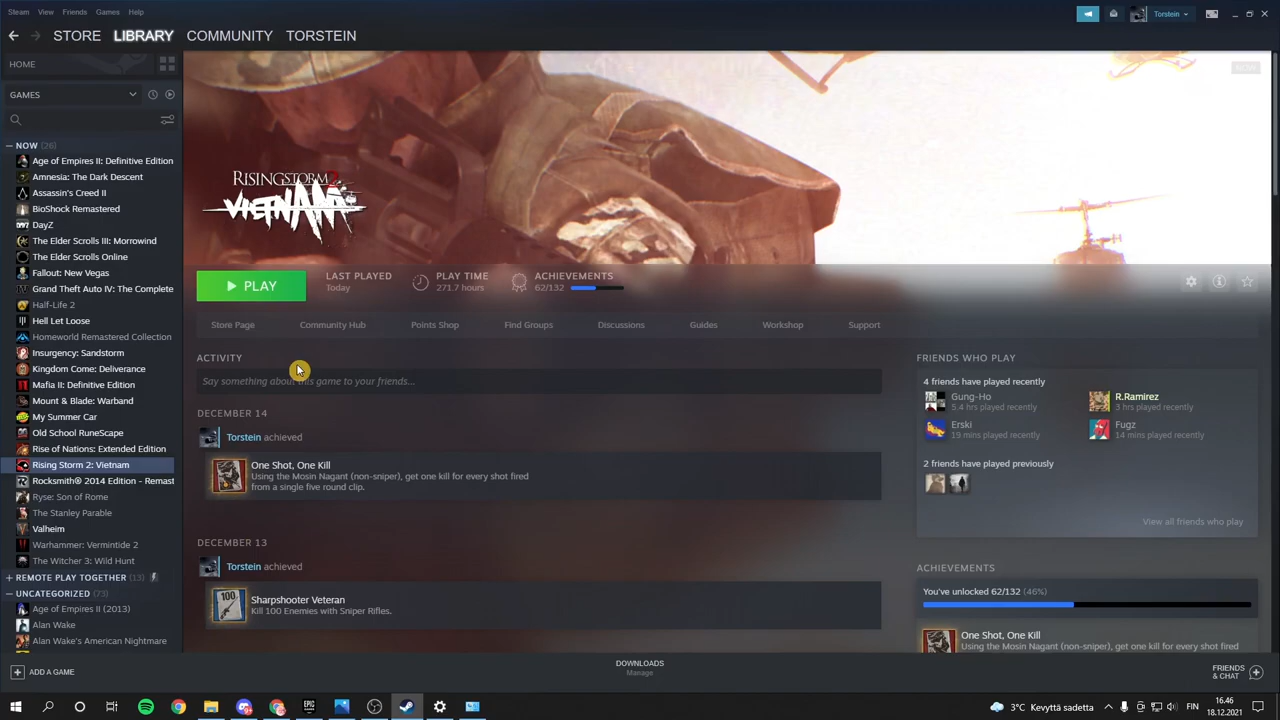 Steam View Friends Games Help
Torstein
STORE LIBRARY COMMUNITY TORSTEIN
HOME
GAMES
NOW (26)
Age of Empires II: Definitive Edition
Amnesia: The Dark Descent
Assassin's Creed II
BioShock Remastered
DayZ
The Elder Scrolls III: Morrowind
The Elder Scrolls Online
Fallout: New Vegas
Grand Theft Auto IV: The Complete
Half-Life 2
Hell Let Loose
Homeworld Remastered Collection
Insurgency: Sandstorm
Kingdom Come: Deliverance
Mafia II: Definitive Edition
Mount & Blade: Warband
My Summer Car
Old School RuneScape
Rise of Nations: Extended Edition
Rising Storm 2: Vietnam
Rocksmith® 2014 Edition - Remast
Ryse: Son of Rome
The Stanley Parable
Valheim
Warhammer: Vermintide 2
The Witcher 3: Wild Hunt
REMOTE PLAY TOGETHER (13)
UNCATEGORIZED (73)
Age of Empires II (2013)
Alan Wake
Alan Wake's American Nightmare
ADD A GAME
NOW
RISING STORM 2
VIETNAM
PLAY
LAST PLAYED
Today
PLAY TIME
271.7 hours
ACHIEVEMENTS
62/132
Store Page Community Hub Points Shop Find Groups Discussions Guides Workshop Support
ACTIVITY
Say something about this game to your friends...
DECEMBER 14
Torstein achieved
One Shot, One Kill
Using the Mosin Nagant (non-sniper), get one kill for every shot fired
from a single five round clip.
DECEMBER 13
Torstein achieved
100
Sharpshooter Veteran
Kill 100 Enemies with Sniper Rifles.
FRIENDS WHO PLAY
4 friends have played recently
Gung-Ho
5.4 hrs played recently
R.Ramirez
3 hrs played recently
Erski
19 mins played recently
Fugz
14 mins played recently
2 friends have played previously
View all friends who play
ACHIEVEMENTS
You've unlocked 62/132 (46%)
One Shot, One Kill
Using the Mosin Nagant (non-sniper), get one kill for every shot
DOWNLOADS
Manage
FRIENDS
& CHAT
EPIC
GAMES
3°C Kevyttä sadetta
FIN
16.46
18.12.2021